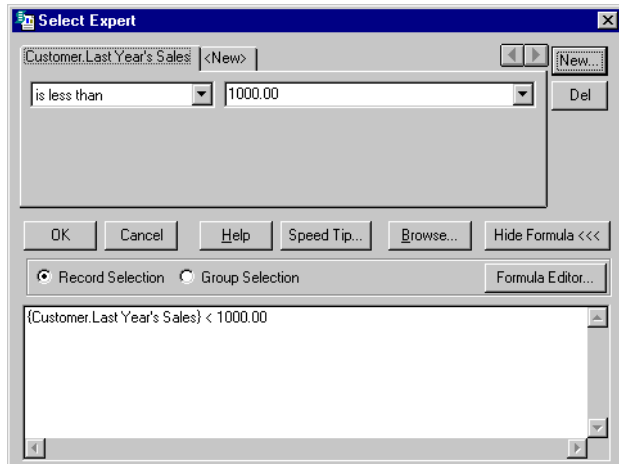 Select Expert
Customer.Last Year's Sales <New> New...
is less than 1000.00 Del
OK Cancel Help Speed Tip... Browse... Hide Formula <<<
Record Selection Group Selection Formula Editor...
{Customer.Last Year's Sales} < 1000.00